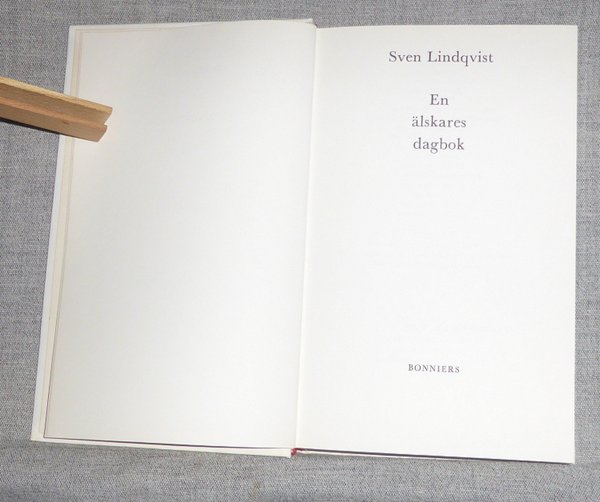 Sven Lindqvist
En
älskares
dagbok
BONNIERS